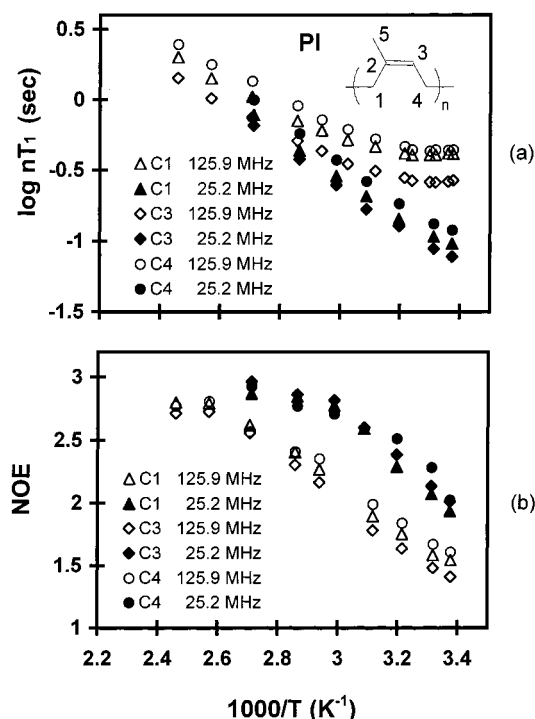 PI
5
2
3
1
4
n
0.5
0
-0.5
-1
-1.5
log nT₁ (sec)
△ C1 125.9 MHz
▲ C1 25.2 MHz
◇ C3 125.9 MHz
◆ C3 25.2 MHz
○ C4 125.9 MHz
● C4 25.2 MHz
(a)
3
2.5
2
1.5
1
NOE
△ C1 125.9 MHz
▲ C1 25.2 MHz
◇ C3 125.9 MHz
◆ C3 25.2 MHz
○ C4 125.9 MHz
● C4 25.2 MHz
(b)
2.2 2.4 2.6 2.8 3 3.2 3.4
1000/T (K⁻¹)